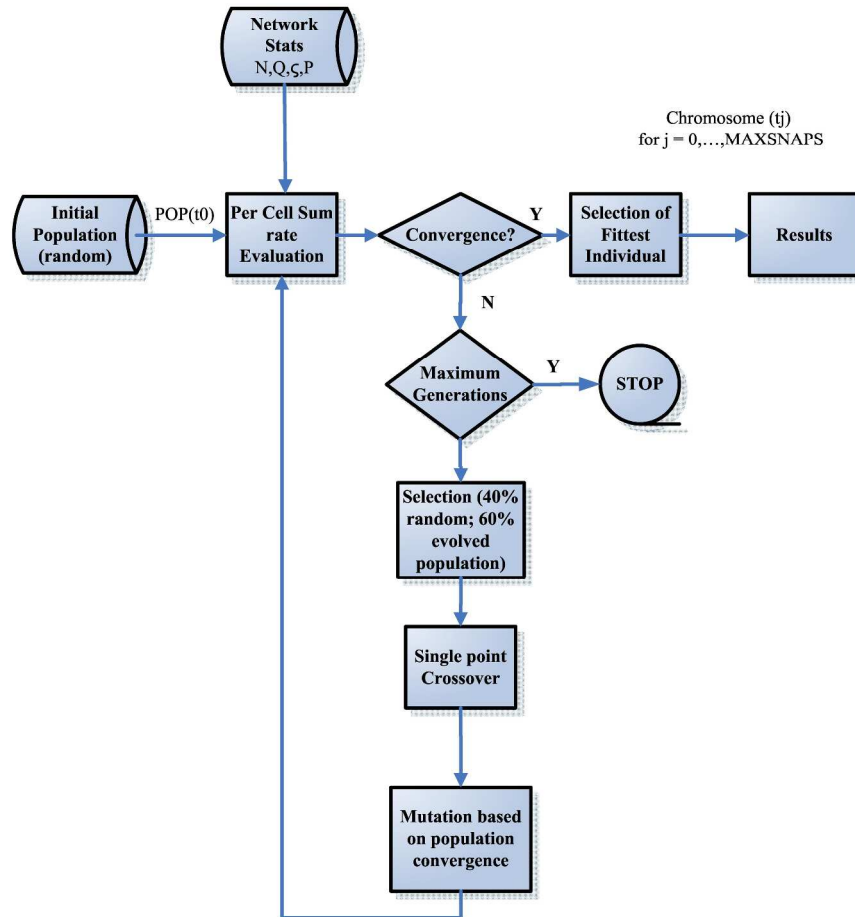 Network
Stats
N,Q,ς,P
Chromosome (tj)
for j = 0,...,MAXSNAPS
Initial
Population
(random)
POP(t0)
Per Cell Sum
rate
Evaluation
Convergence?
Y
Selection of
Fittest
Individual
Results
N
Maximum
Generations
Y
STOP
Selection (40%
random; 60%
evolved
population)
Single point
Crossover
Mutation based
on population
convergence